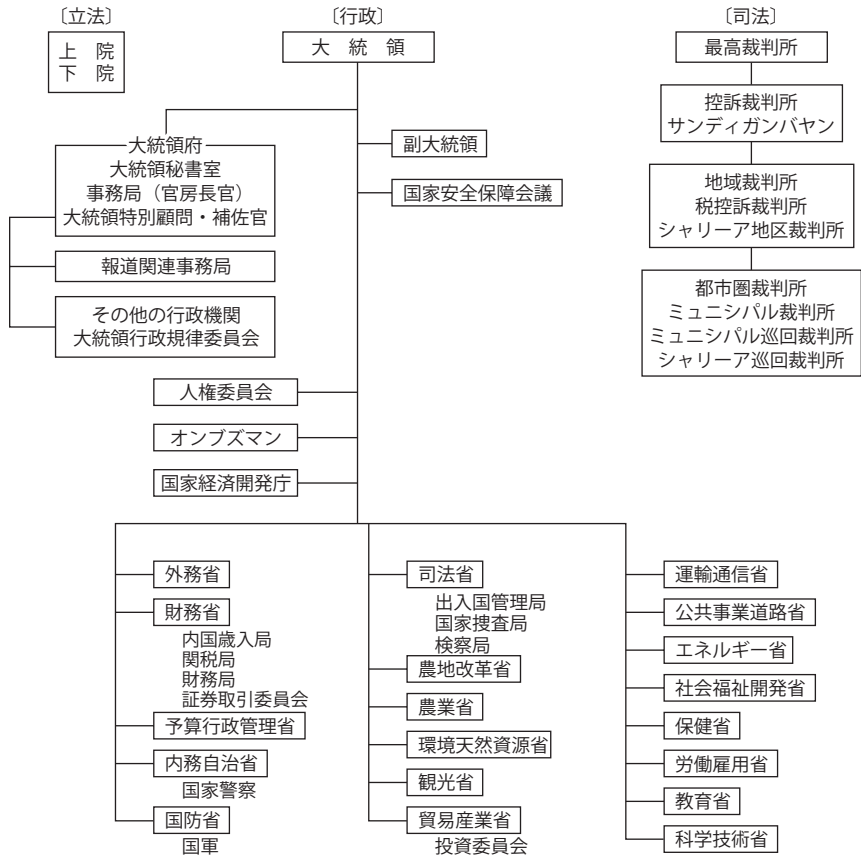 〔立法〕
上　院
下　院
〔行政〕
大　統　領
大統領府
大統領秘書室
事務局（官房長官）
大統領特別顧問・補佐官
報道関連事務局
その他の行政機関
大統領行政規律委員会
副大統領
国家安全保障会議
人権委員会
オンブズマン
国家経済開発庁
外務省
財務省
内国歳入局
関税局
財務局
証券取引委員会
予算行政管理省
内務自治省
国家警察
国防省
国軍
司法省
出入国管理局
国家捜査局
検察局
農地改革省
農業省
環境天然資源省
観光省
貿易産業省
投資委員会
運輸通信省
公共事業道路省
エネルギー省
社会福祉開発省
保健省
労働雇用省
教育省
科学技術省
〔司法〕
最高裁判所
控訴裁判所
サンディガンバヤン
地域裁判所
税控訴裁判所
シャリーア地区裁判所
都市圏裁判所
ミュニシパル裁判所
ミュニシパル巡回裁判所
シャリーア巡回裁判所